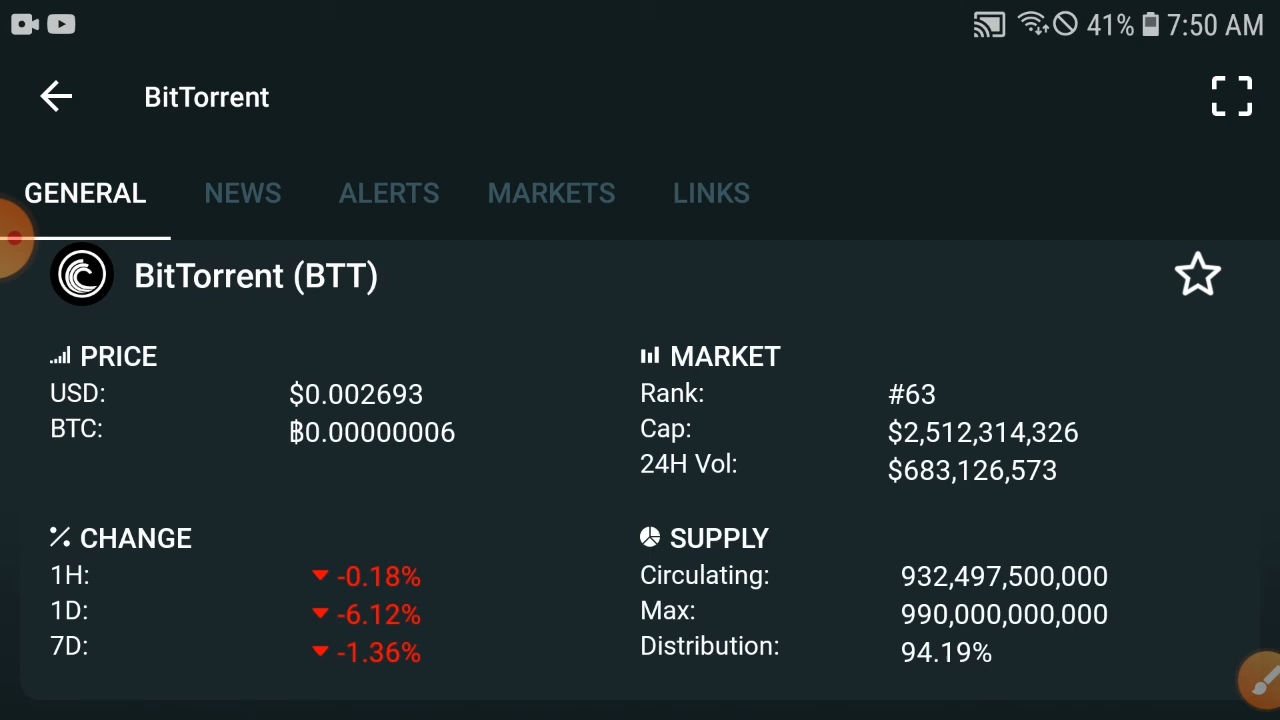 41% 7:50 AM
BitTorrent
GENERAL NEWS ALERTS MARKETS LINKS
BitTorrent (BTT)
PRICE
USD: $0.002693
BTC: ฿0.00000006
MARKET
Rank: #63
Cap: $2,512,314,326
24H Vol: $683,126,573
CHANGE
1H: -0.18%
1D: -6.12%
7D: -1.36%
SUPPLY
Circulating: 932,497,500,000
Max: 990,000,000,000
Distribution: 94.19%